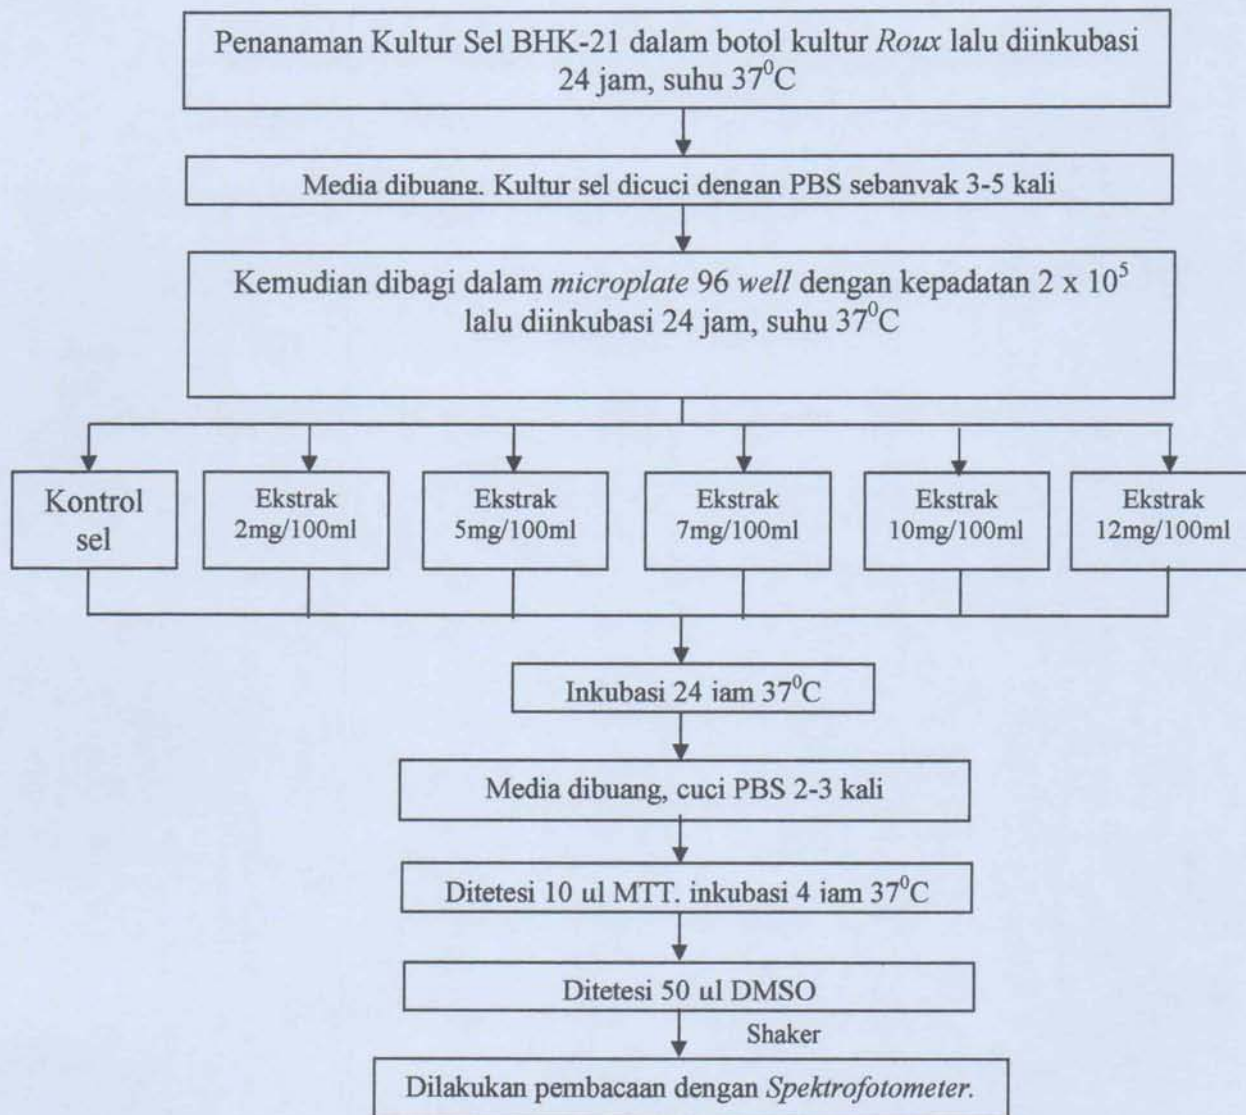 Penanaman Kultur Sel BHK-21 dalam botol kultur Roux lalu diinkubasi
24 jam, suhu 37⁰C
Media dibuang. Kultur sel dicuci dengan PBS sebanyak 3-5 kali
Kemudian dibagi dalam microplate 96 well dengan kepadatan 2 x 10⁵
lalu diinkubasi 24 jam, suhu 37⁰C
Kontrol
sel
Ekstrak
2mg/100ml
Ekstrak
5mg/100ml
Ekstrak
7mg/100ml
Ekstrak
10mg/100ml
Ekstrak
12mg/100ml
Inkubasi 24 jam 37⁰C
Media dibuang, cuci PBS 2-3 kali
Ditetesi 10 ul MTT. inkubasi 4 jam 37⁰C
Ditetesi 50 ul DMSO
Shaker
Dilakukan pembacaan dengan Spektrofotometer.